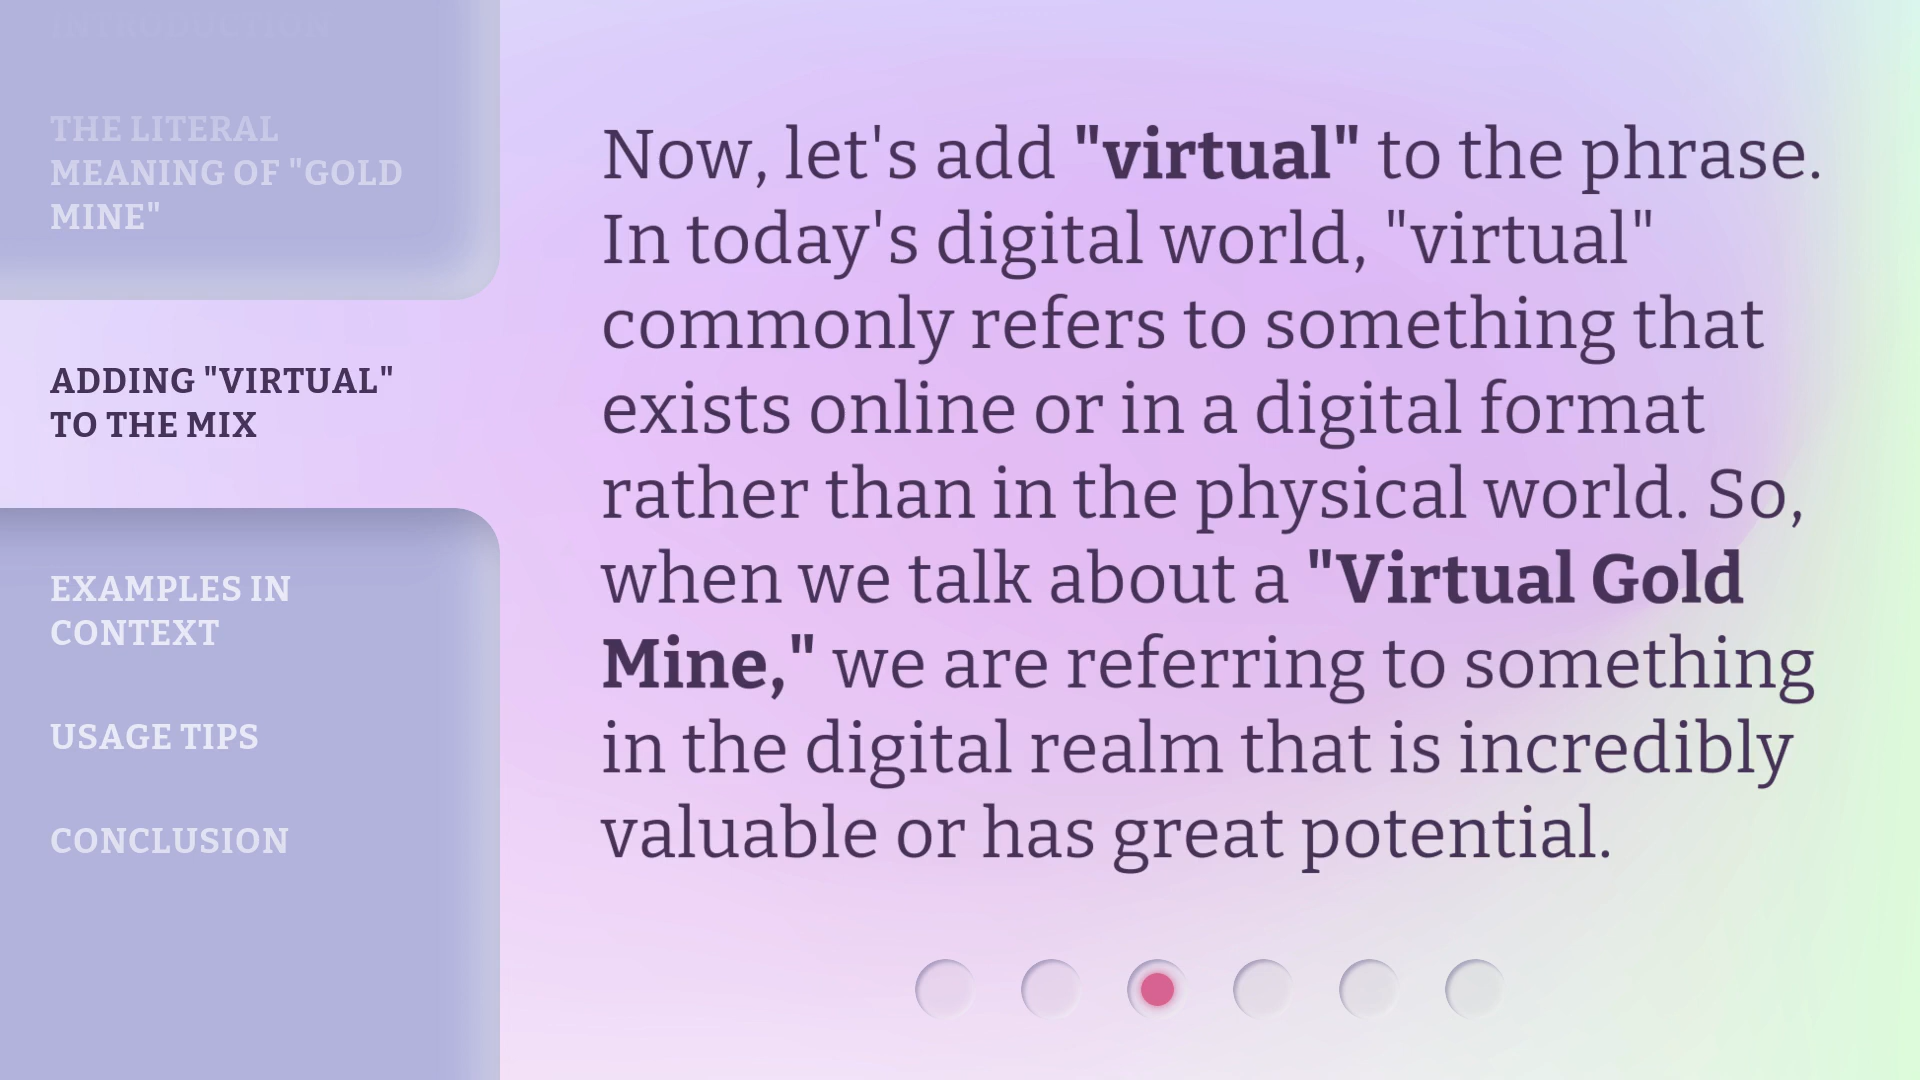 INTRODUCTION
THE LITERAL
MEANING OF "GOLD
MINE"
ADDING "VIRTUAL"
TO THE MIX
EXAMPLES IN
CONTEXT
USAGE TIPS
CONCLUSION
Now, let's add "virtual" to the phrase.
In today's digital world, "virtual"
commonly refers to something that
exists online or in a digital format
rather than in the physical world. So,
when we talk about a "Virtual Gold
Mine," we are referring to something
in the digital realm that is incredibly
valuable or has great potential.